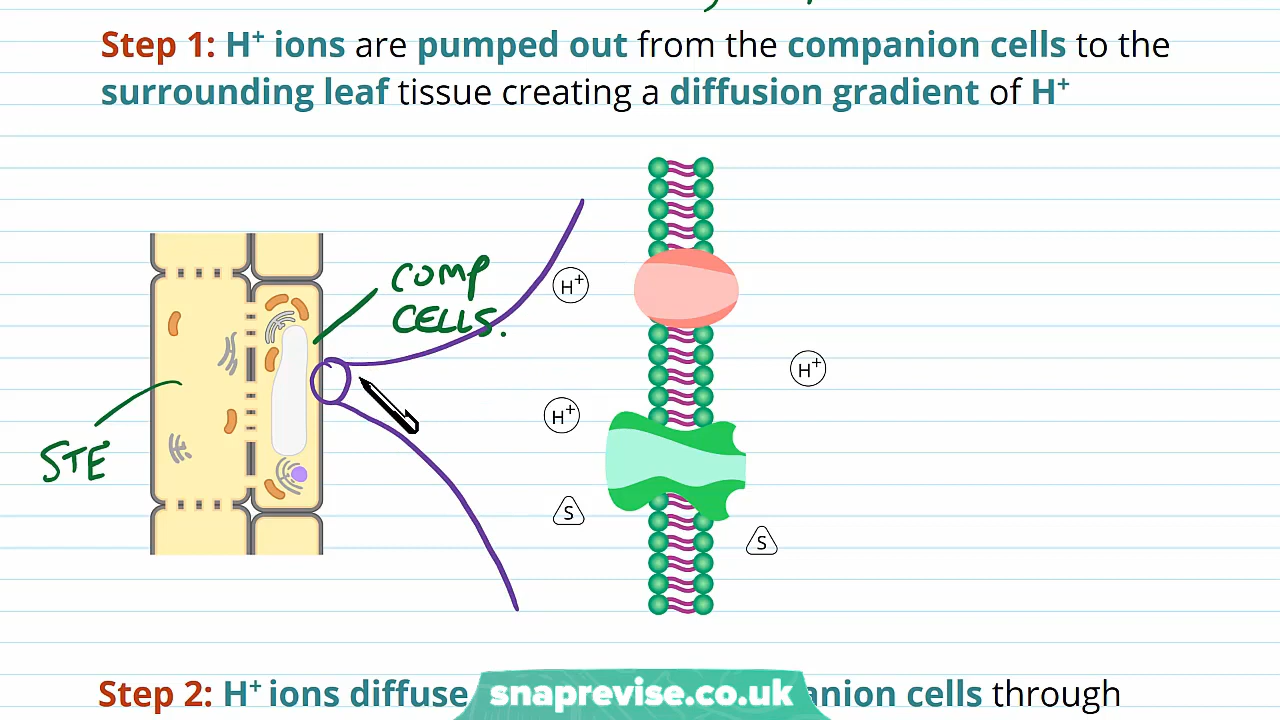 Step 1: H⁺ ions are pumped out from the companion cells to the
surrounding leaf tissue creating a diffusion gradient of H⁺
COMP
CELLS.
H⁺
H⁺
H⁺
STE
S
S
Step 2: H⁺ ions diffuse anion cells through
snaprevise.co.uk